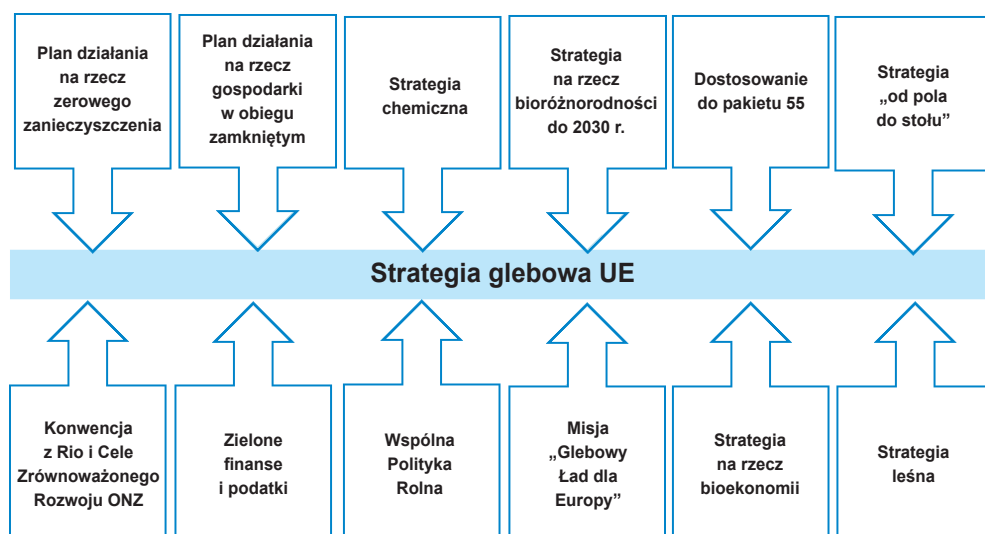 Plan działania
na rzecz
zerowego
zanieczyszczenia
Plan działania
na rzecz
gospodarki
w obiegu
zamkniętym
Strategia
chemiczna
Strategia
na rzecz
bioróżnorodności
do 2030 r.
Dostosowanie
do pakietu 55
Strategia
„od pola
do stołu”
Strategia glebowa UE
Konwencja
z Rio i Cele
Zrównoważonego
Rozwoju ONZ
Zielone
finanse
i podatki
Wspólna
Polityka
Rolna
Misja
„Glebowy
Ład dla
Europy”
Strategia
na rzecz
bioekonomii
Strategia
leśna